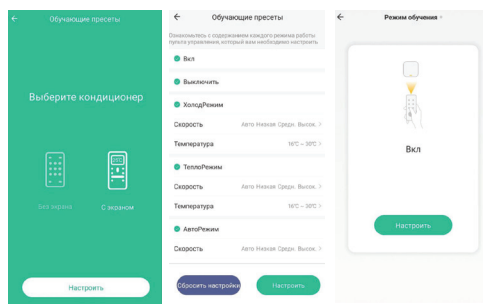 Обучающие пресеты
Выберите кондиционер
Без экрана
С экраном
Настроить
Обучающие пресеты
Ознакомьтесь с содержанием каждого режима работы
пульта управления, который вам необходимо настроить
Вкл
Выключить
ХолодРежим
Скорость Авто Низкая Средн. Высок. >
Температура 16°C ~ 30°C >
ТеплоРежим
Скорость Авто Низкая Средн. Высок. >
Температура 16°C ~ 30°C >
АвтоРежим
Скорость Авто Низкая Средн. Высок. >
Сбросить настройки
Настроить
Режим обучения
Вкл
Настроить